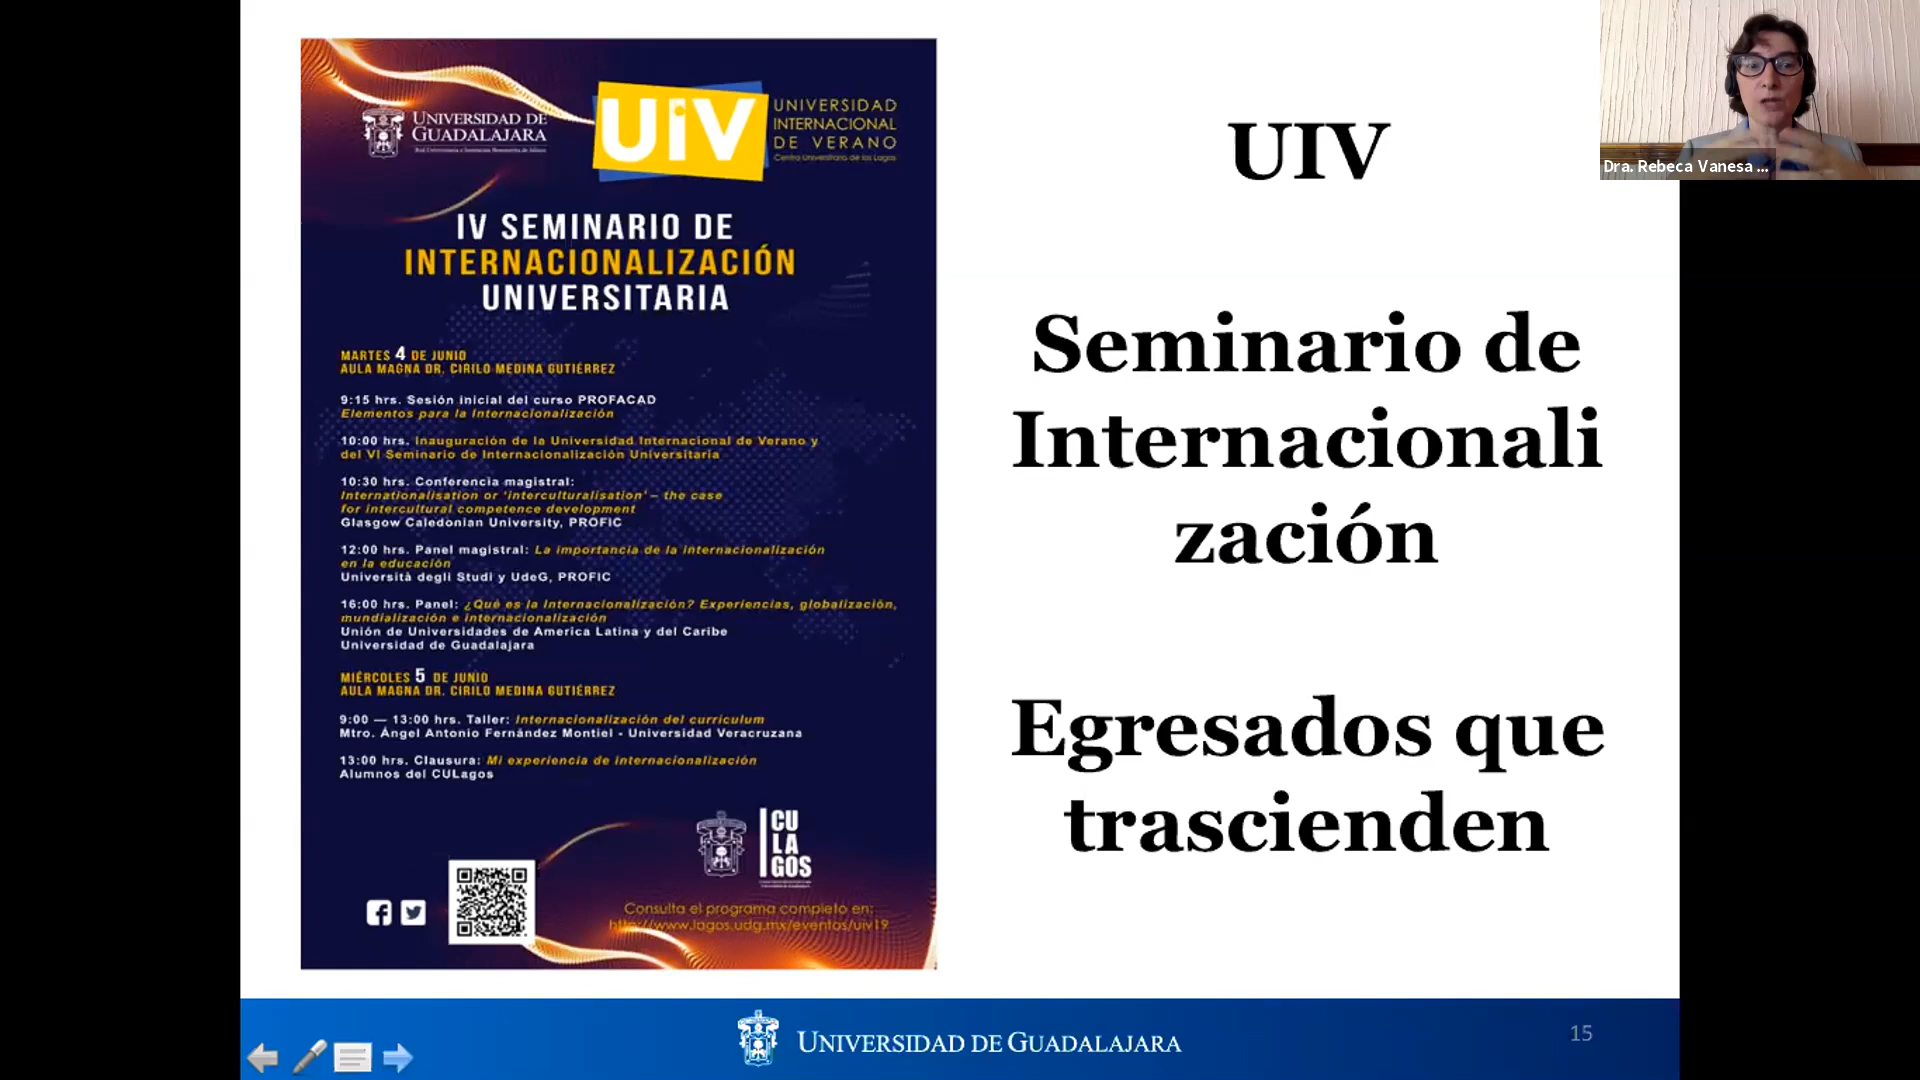 UNIVERSIDAD DE
GUADALAJARA
UiV
UNIVERSIDAD
INTERNACIONAL
DE VERANO
Centro Universitario de los Lagos
IV SEMINARIO DE
INTERNACIONALIZACIÓN
UNIVERSITARIA
MARTES 4 DE JUNIO
AULA MAGNA DR. CIRILO MEDINA GUTIÉRREZ
9:15 hrs. Sesión inicial del curso PROFACAD
Elementos para la Internacionalización
10:00 hrs. Inauguración de la Universidad Internacional de Verano y
del VI Seminario de Internacionalización Universitaria
10:30 hrs. Conferencia magistral:
Internationalisation or 'interculturalisation' – the case
for intercultural competence development
Glasgow Caledonian University, PROFIC
12:00 hrs. Panel magistral: La importancia de la internacionalización
en la educación
Università degli Studi y UdeG, PROFIC
16:00 hrs. Panel: ¿Qué es la Internacionalización? Experiencias, globalización,
mundialización e internacionalización
Unión de Universidades de America Latina y del Caribe
Universidad de Guadalajara
MIÉRCOLES 5 DE JUNIO
AULA MAGNA DR. CIRILO MEDINA GUTIÉRREZ
9:00 — 13:00 hrs. Taller: Internacionalización del currículum
Mtro. Ángel Antonio Fernández Montiel - Universidad Veracruzana
13:00 hrs. Clausura: Mi experiencia de internacionalización
Alumnos del CULagos
CU
LA
GOS
Consulta el programa completo en:
http://www.lagos.udg.mx/eventos/uiv19
UIV
Seminario de
Internacionali
zación
Egresados que
trascienden
Dra. Rebeca Vanesa ...
UNIVERSIDAD DE GUADALAJARA
15